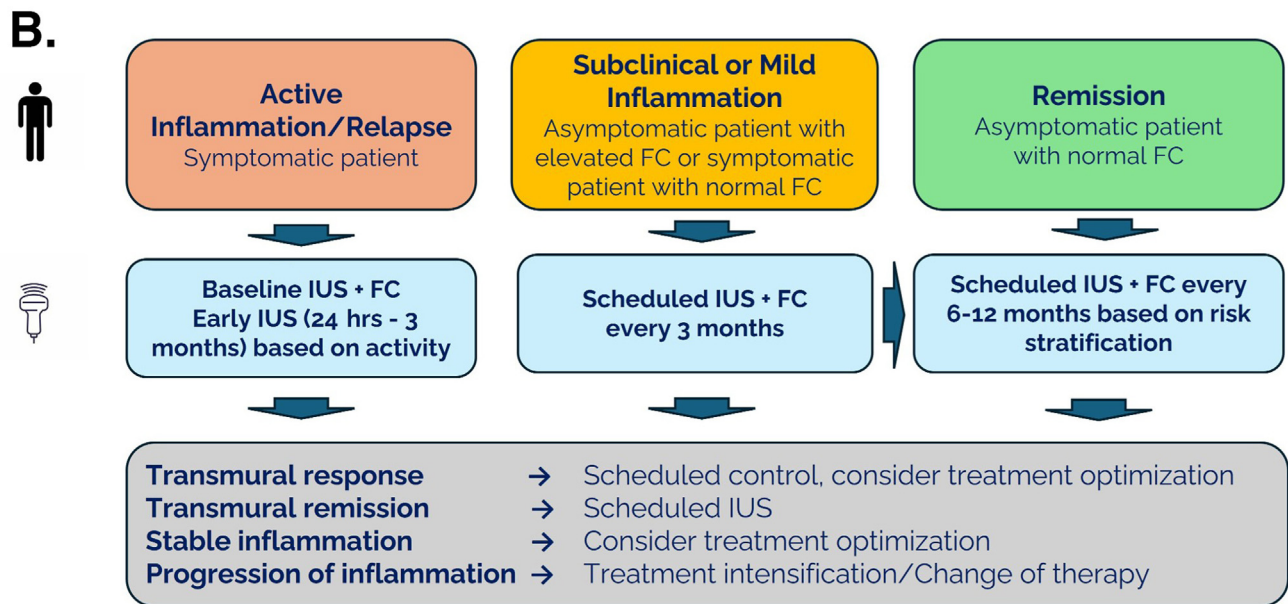 B.
Active
Inflammation/Relapse
Symptomatic patient
Subclinical or Mild
Inflammation
Asymptomatic patient with
elevated FC or symptomatic
patient with normal FC
Remission
Asymptomatic patient
with normal FC
Baseline IUS + FC
Early IUS (24 hrs - 3
months) based on activity
Scheduled IUS + FC
every 3 months
Scheduled IUS + FC every
6-12 months based on risk
stratification
Transmural response → Scheduled control, consider treatment optimization
Transmural remission → Scheduled IUS
Stable inflammation → Consider treatment optimization
Progression of inflammation → Treatment intensification/Change of therapy